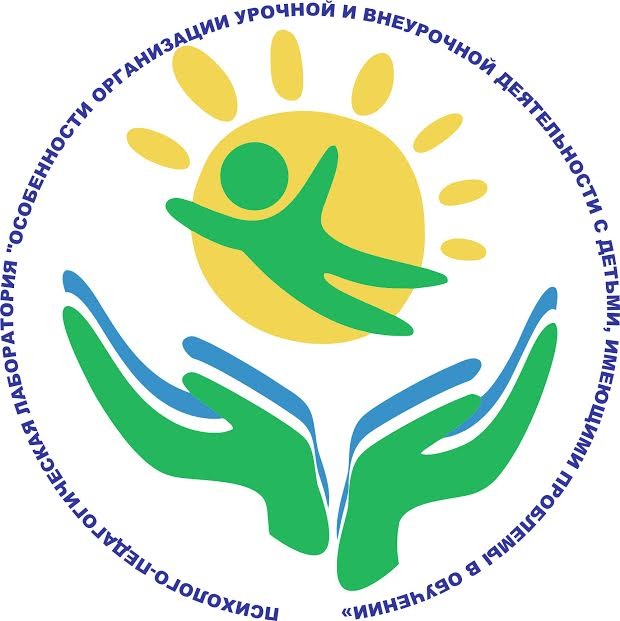 ПСИХОЛОГО-ПЕДАГОГИЧЕСКАЯ ЛАБОРАТОРИЯ "ОСОБЕННОСТИ ОРГАНИЗАЦИИ УРОЧНОЙ И ВНЕУРОЧНОЙ ДЕЯТЕЛЬНОСТИ С ДЕТЬМИ, ИМЕЮЩИМИ ПРОБЛЕМЫ В ОБУЧЕНИИ»